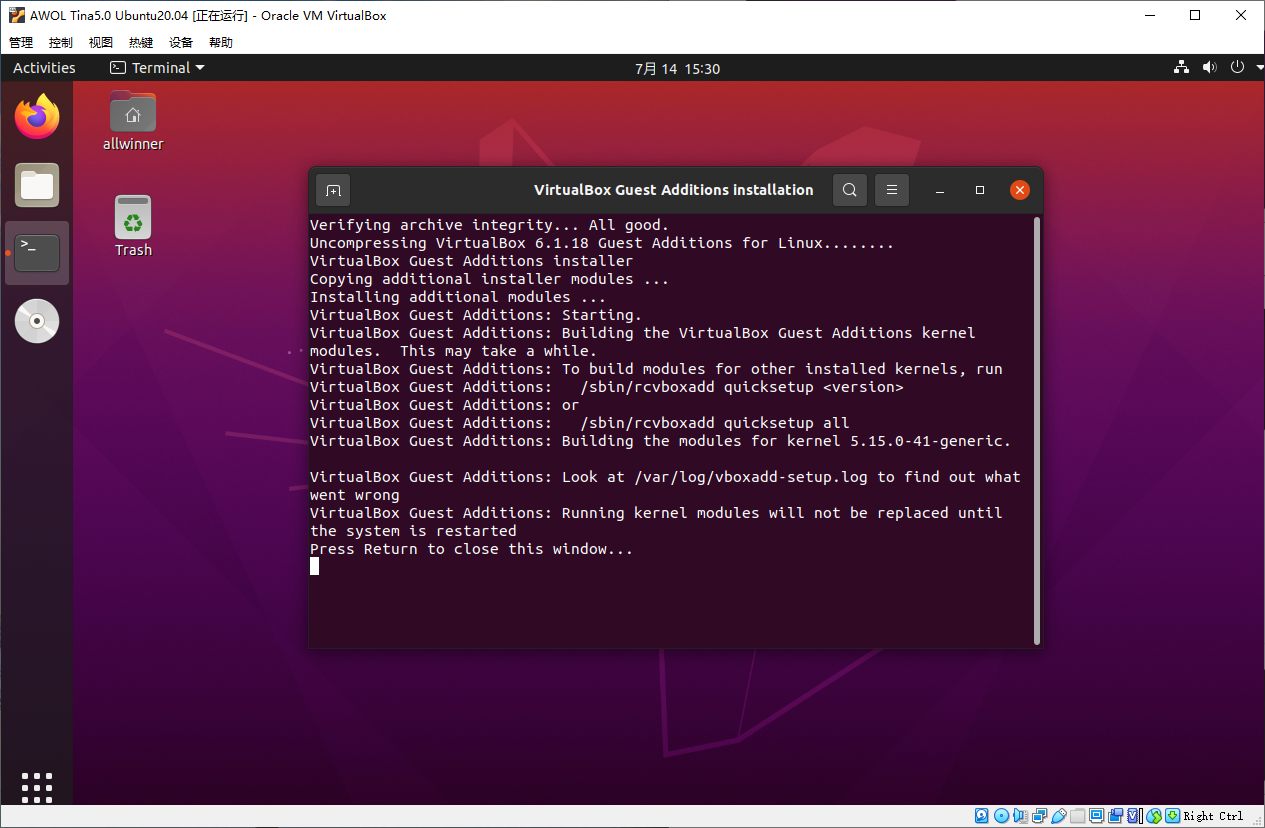 AWOL Tina5.0 Ubuntu20.04 [正在运行] - Oracle VM VirtualBox
管理 控制 视图 热键 设备 帮助
Activities Terminal 7月 14 15:30
allwinner
Trash
VirtualBox Guest Additions installation
Verifying archive integrity... All good.
Uncompressing VirtualBox 6.1.18 Guest Additions for Linux........
VirtualBox Guest Additions installer
Copying additional installer modules ...
Installing additional modules ...
VirtualBox Guest Additions: Starting.
VirtualBox Guest Additions: Building the VirtualBox Guest Additions kernel
modules.  This may take a while.
VirtualBox Guest Additions: To build modules for other installed kernels, run
VirtualBox Guest Additions:   /sbin/rcvboxadd quicksetup <version>
VirtualBox Guest Additions: or
VirtualBox Guest Additions:   /sbin/rcvboxadd quicksetup all
VirtualBox Guest Additions: Building the modules for kernel 5.15.0-41-generic.
VirtualBox Guest Additions: Look at /var/log/vboxadd-setup.log to find out what
went wrong
VirtualBox Guest Additions: Running kernel modules will not be replaced until
the system is restarted
Press Return to close this window...
Right Ctrl